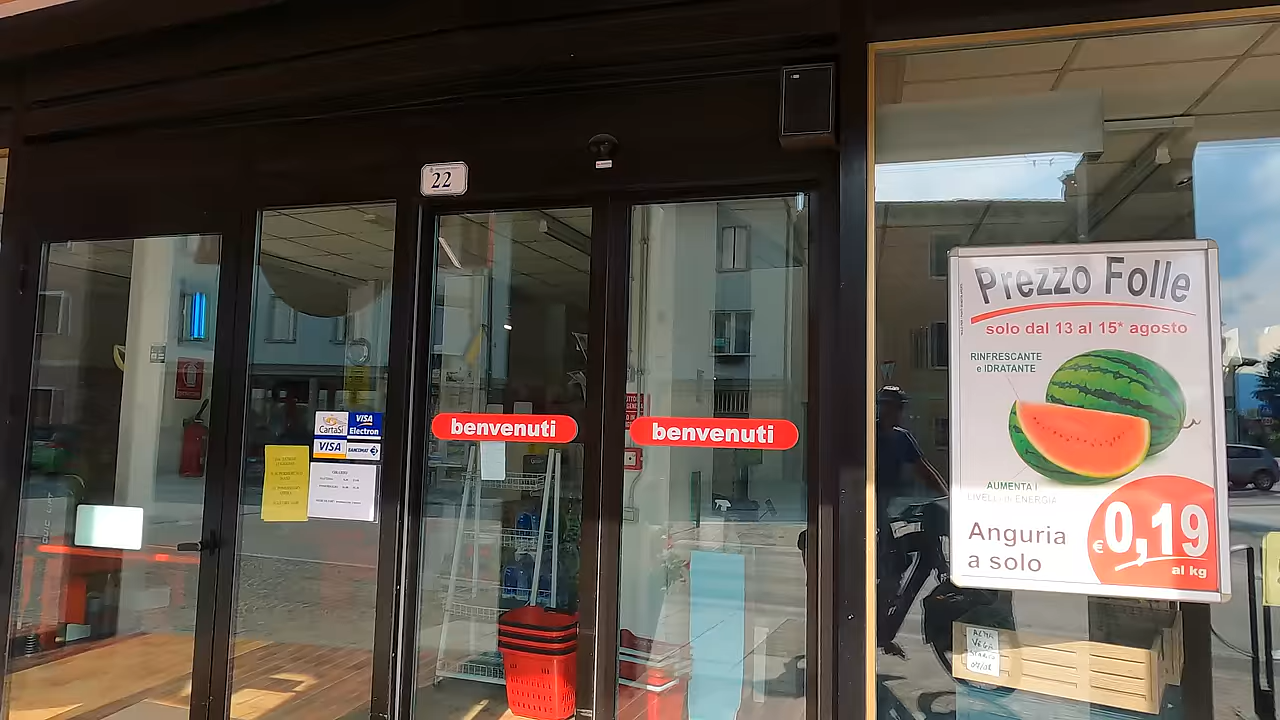 22
CartaSi
VISA
Electron
VISA
BANCOMAT
benvenuti
benvenuti
Prezzo Folle
solo dal 13 al 15* agosto
RINFRESCANTE
e IDRATANTE
AUMENTA I
LIVELLI DI ENERGIA
Anguria
a solo
€0,19
al kg